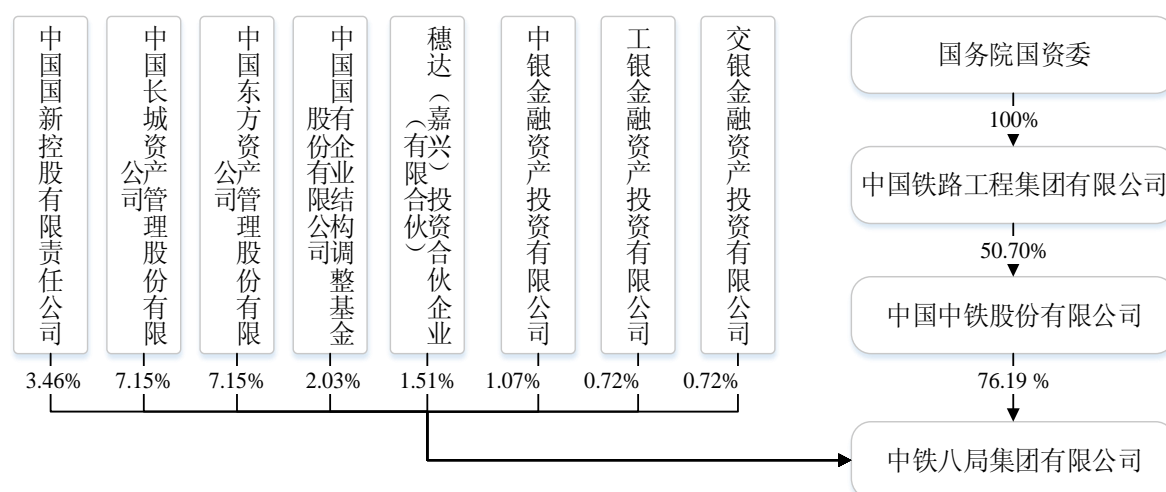 中国国新控股有限责任公司
中国长城资产管理股份有限
公司
中国东方资产管理股份有限
公司
中国国有企业结构调整基金
股份有限公司
穗达（嘉兴）投资合伙企业
（有限合伙）
中银金融资产投资有限公司
工银金融资产投资有限公司
交银金融资产投资有限公司
3.46%
7.15%
7.15%
2.03%
1.51%
1.07%
0.72%
0.72%
国务院国资委
100%
中国铁路工程集团有限公司
50.70%
中国中铁股份有限公司
76.19 %
中铁八局集团有限公司